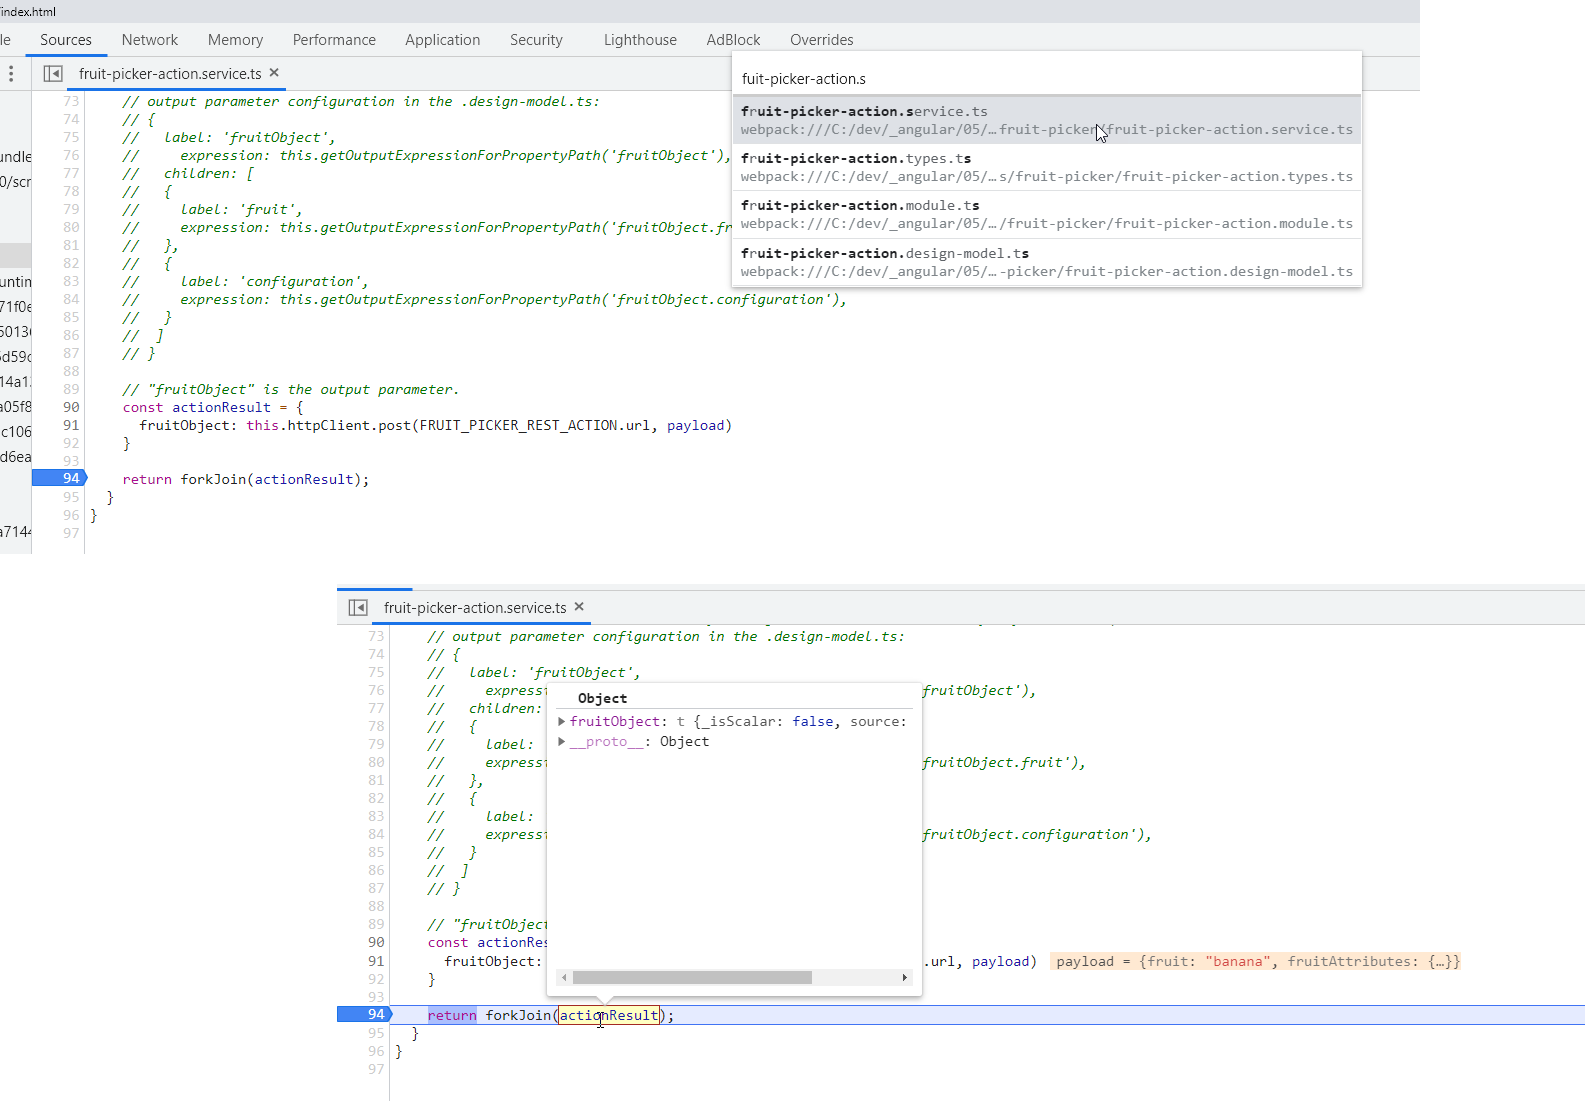 /index.html
le Sources Network Memory Performance Application Security Lighthouse AdBlock Overrides
fruit-picker-action.service.ts ✕
fuit-picker-action.s
fruit-picker-action.service.ts
webpack:///C:/dev/_angular/05/…fruit-picker/fruit-picker-action.service.ts
fruit-picker-action.types.ts
webpack:///C:/dev/_angular/05/…s/fruit-picker/fruit-picker-action.types.ts
fruit-picker-action.module.ts
webpack:///C:/dev/_angular/05/…/fruit-picker/fruit-picker-action.module.ts
fruit-picker-action.design-model.ts
webpack:///C:/dev/_angular/05/…-picker/fruit-picker-action.design-model.ts
undle
0/scr
untin
71f0e
5013
d59c
14a1
a05f8
c106
d6ea
a714
73 // output parameter configuration in the .design-model.ts:
74 // {
75 //   label: 'fruitObject',
76 //     expression: this.getOutputExpressionForPropertyPath('fruitObject'),
77 //   children: [
78 //   {
79 //     label: 'fruit',
80 //     expression: this.getOutputExpressionForPropertyPath('fruitObject.fr
81 //   },
82 //   {
83 //     label: 'configuration',
84 //     expression: this.getOutputExpressionForPropertyPath('fruitObject.configuration'),
85 //   }
86 //  ]
87 // }
88
89 // "fruitObject" is the output parameter.
90 const actionResult = {
91   fruitObject: this.httpClient.post(FRUIT_PICKER_REST_ACTION.url, payload)
92 }
93
94 return forkJoin(actionResult);
95 }
96 }
97
fruit-picker-action.service.ts ✕
73 // output parameter configuration in the .design-model.ts:
74 // {
75 //   label: 'fruitObject',
76 //     express fruitObject'),
77 //   children:
78 //   {
79 //     label:
80 //     express fruitObject.fruit'),
81 //   },
82 //   {
83 //     label:
84 //     express fruitObject.configuration'),
85 //   }
86 //  ]
87 // }
88
89 // "fruitObject
90 const actionRes
91   fruitObject: .url, payload) payload = {fruit: "banana", fruitAttributes: {…}}
92 }
93
94 return forkJoin(actionResult);
95 }
96 }
97
Object
fruitObject: t {_isScalar: false, source:
__proto__: Object